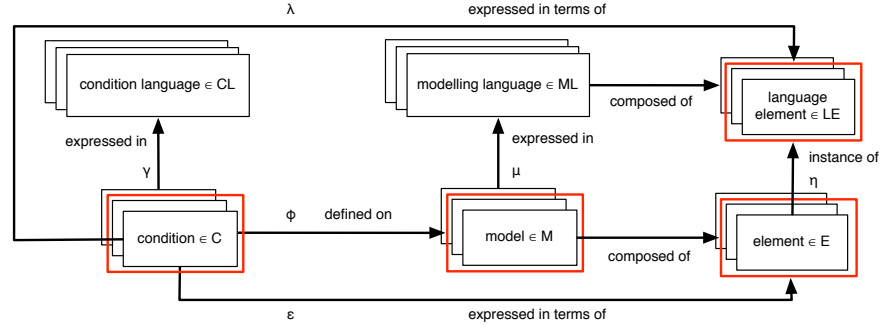 λ expressed in terms of
condition language ∈ CL
modelling language ∈ ML
language
element ∈ LE
composed of
expressed in
expressed in
instance of
γ
μ
η
condition ∈ C
ϕ defined on
model ∈ M
element ∈ E
composed of
ε expressed in terms of